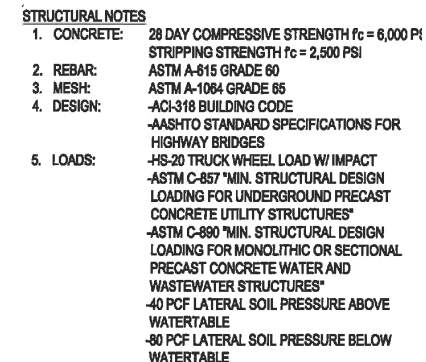 STRUCTURAL NOTES
1. CONCRETE: 28 DAY COMPRESSIVE STRENGTH f'c = 6,000 PS
STRIPPING STRENGTH f'c = 2,500 PSI
2. REBAR: ASTM A-615 GRADE 60
3. MESH: ASTM A-1064 GRADE 65
4. DESIGN: -ACI-318 BUILDING CODE
-AASHTO STANDARD SPECIFICATIONS FOR
HIGHWAY BRIDGES
5. LOADS: -HS-20 TRUCK WHEEL LOAD W/ IMPACT
-ASTM C-857 "MIN. STRUCTURAL DESIGN
LOADING FOR UNDERGROUND PRECAST
CONCRETE UTILITY STRUCTURES"
-ASTM C-890 "MIN. STRUCTURAL DESIGN
LOADING FOR MONOLITHIC OR SECTIONAL
PRECAST CONCRETE WATER AND
WASTEWATER STRUCTURES"
-40 PCF LATERAL SOIL PRESSURE ABOVE
WATERTABLE
-80 PCF LATERAL SOIL PRESSURE BELOW
WATERTABLE